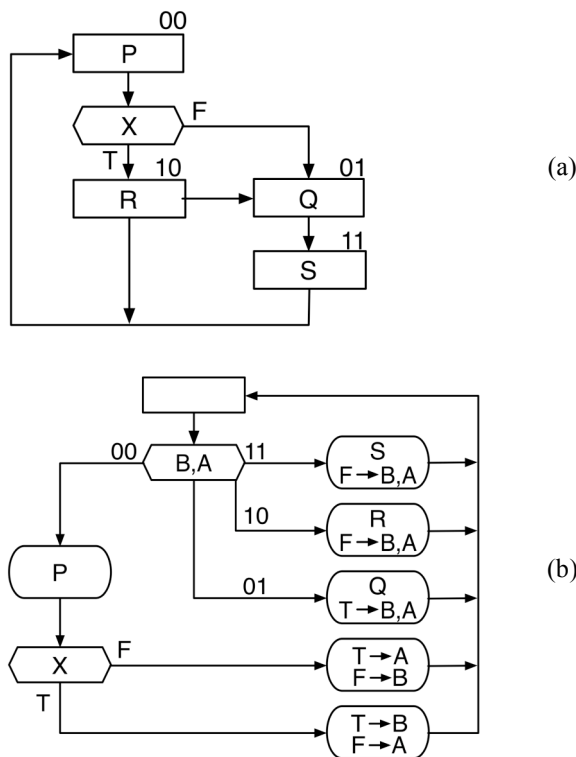 00
P
X F
T 10 01
R Q
11
S
(a)
00 B,A 11
S
F→B,A
10
R
F→B,A
P
01
Q
T→B,A
(b)
X F
T→A
F→B
T
T→B
F→A